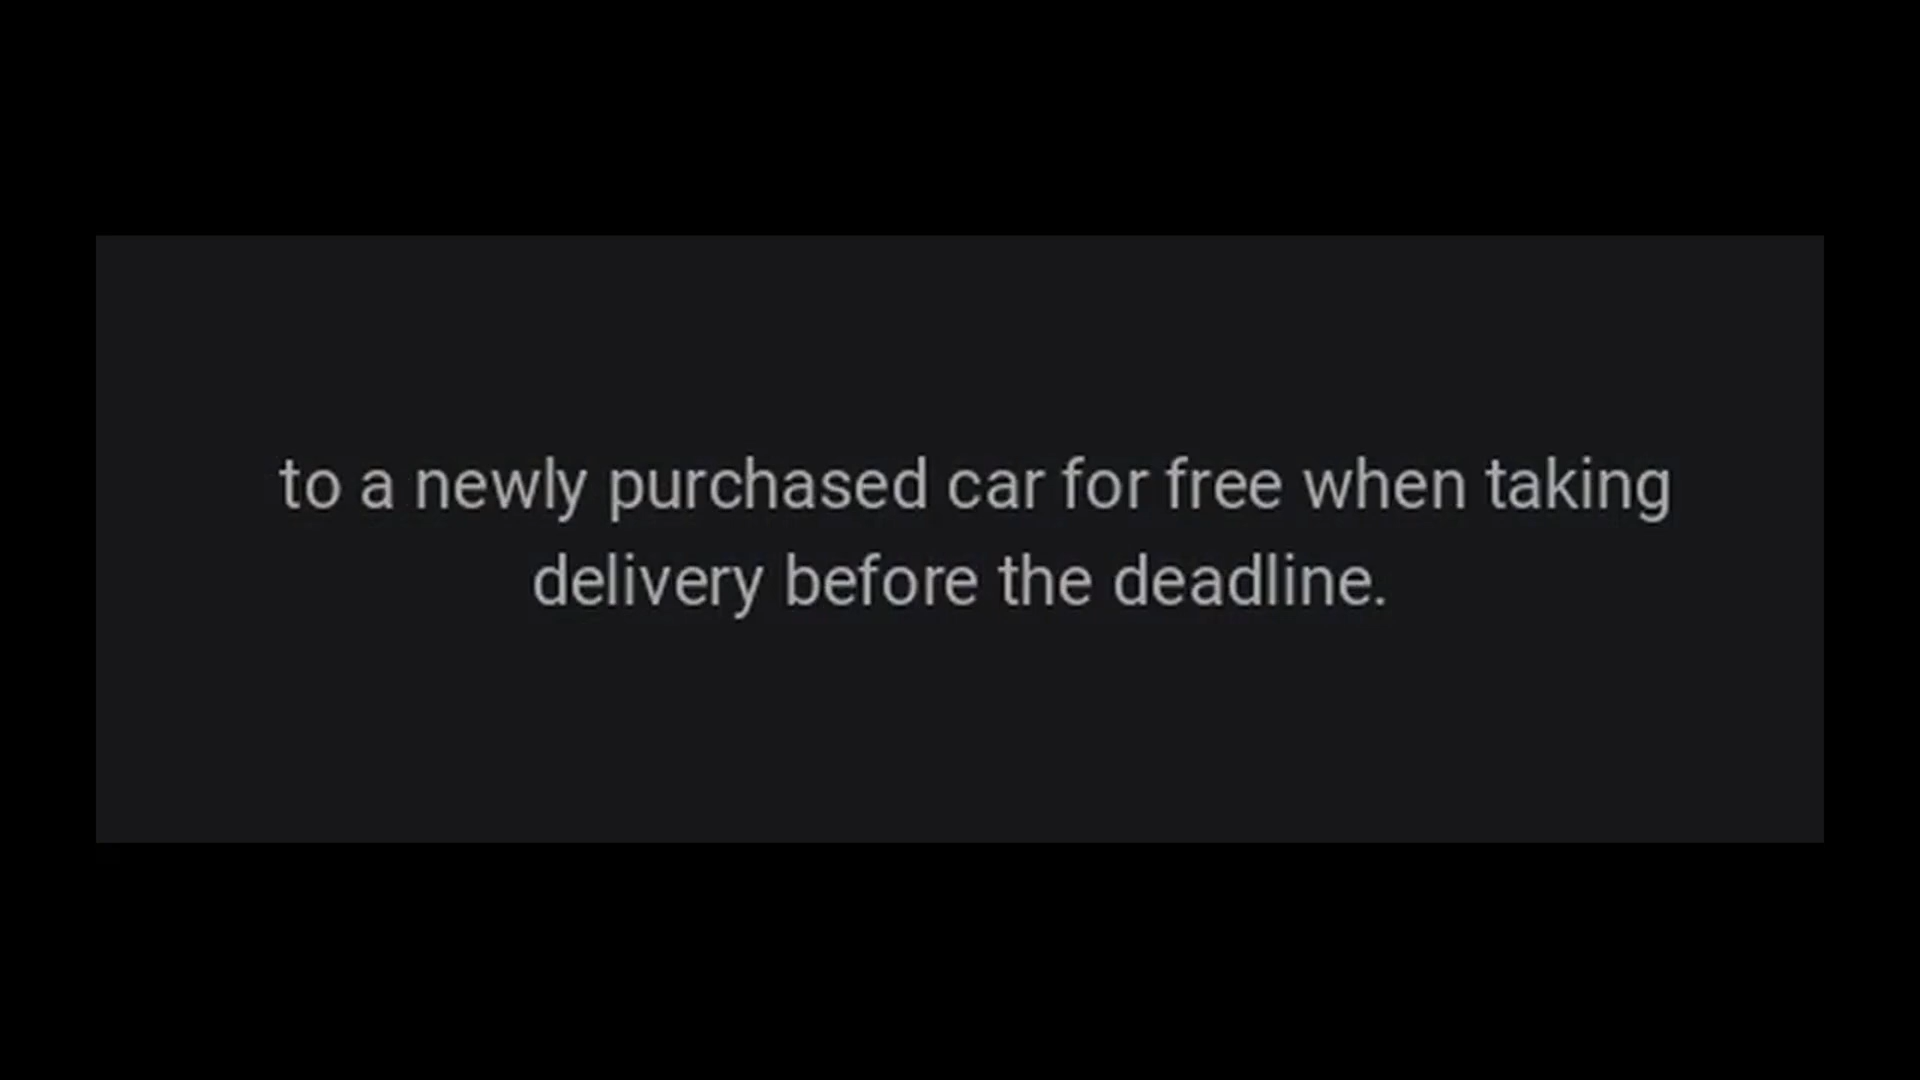 to a newly purchased car for free when taking
delivery before the deadline.